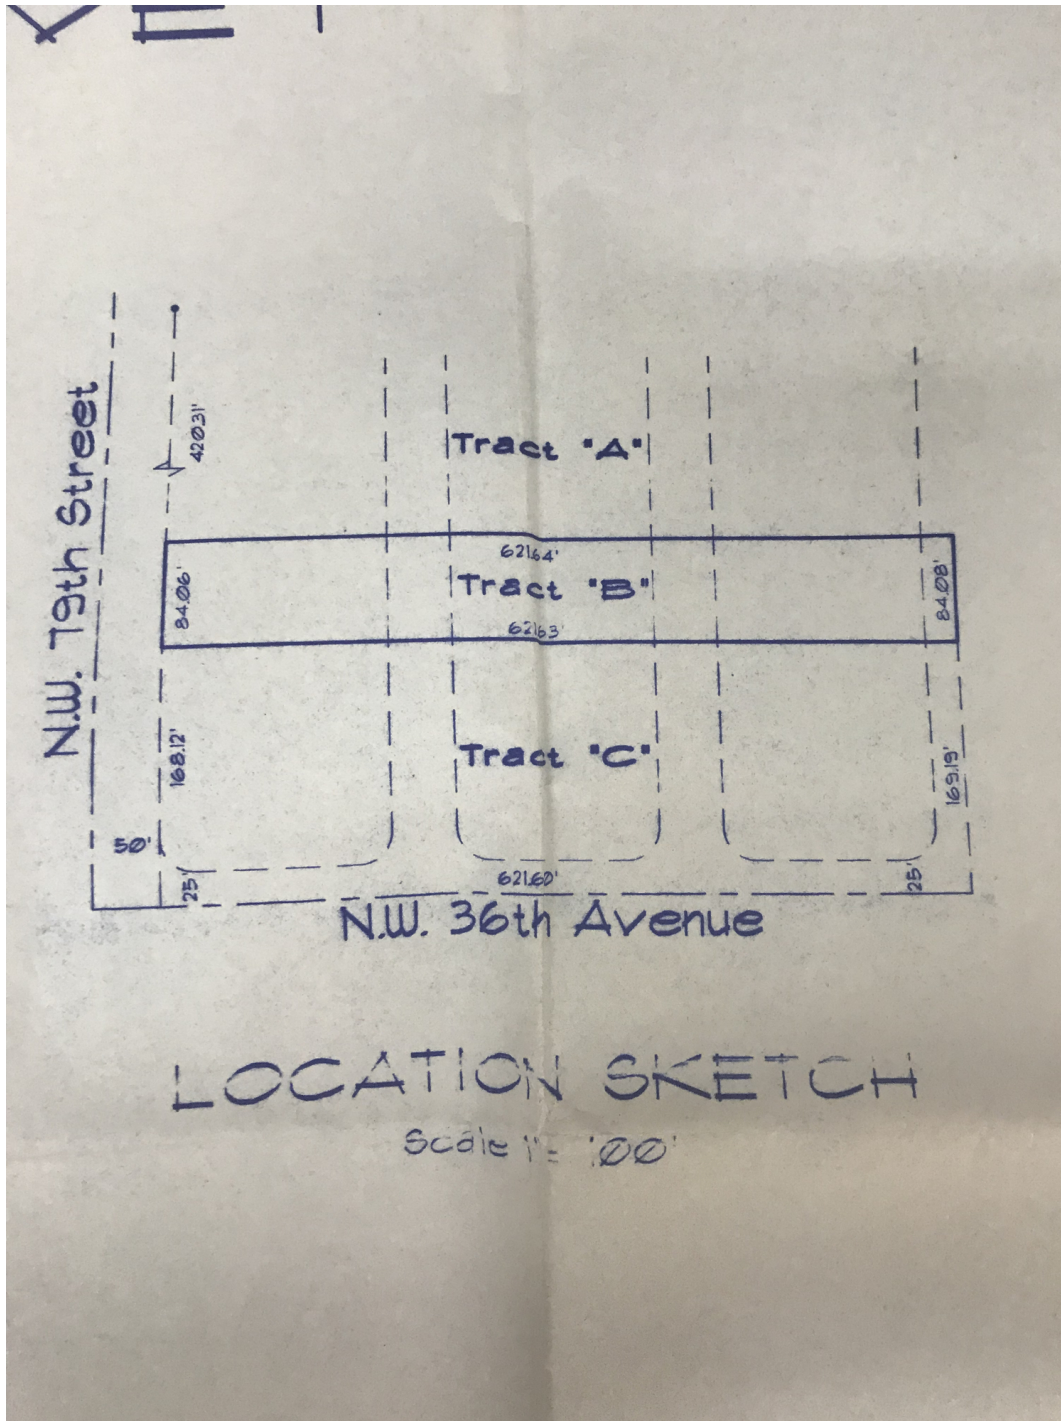 N.W. 79th Street
420.31'
Tract "A"
621.64'
84.06'
Tract "B"
84.08'
621.63'
168.12'
Tract "C"
169.19'
50'
25'
621.60'
25'
N.W. 36th Avenue
LOCATION SKETCH
Scale 1"= 100'